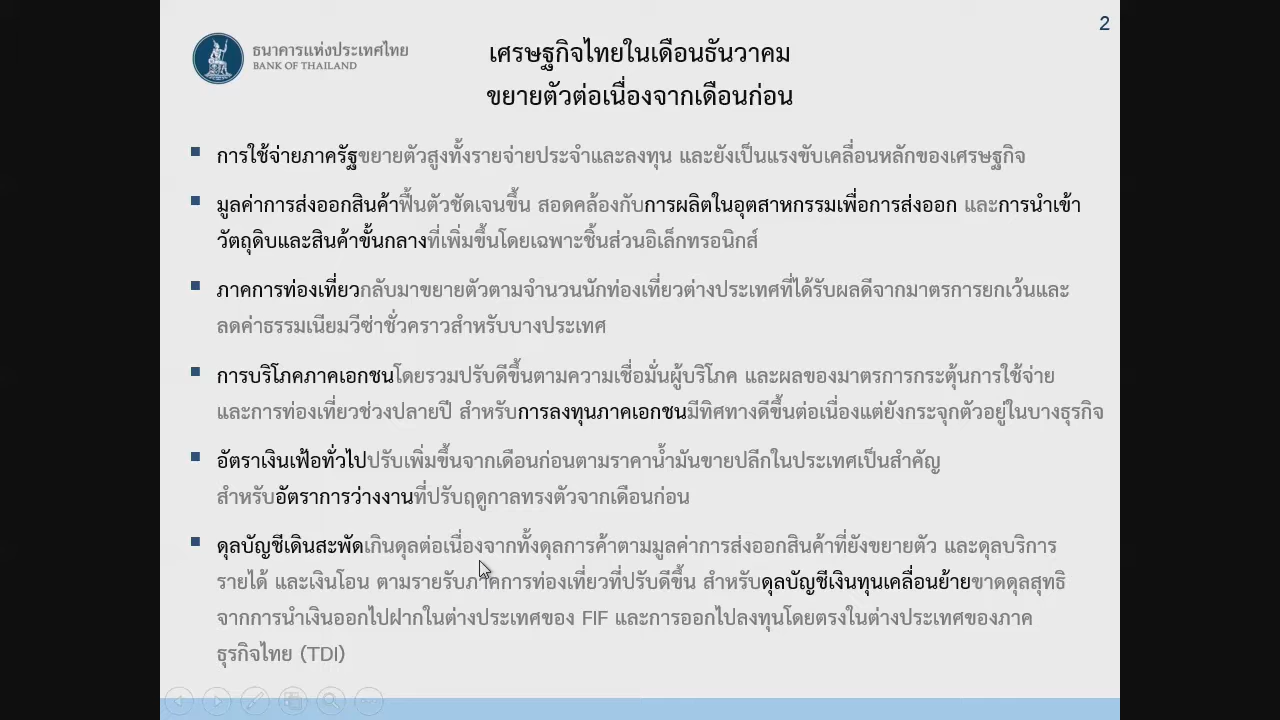 2
ธนาคารแห่งประเทศไทย
BANK OF THAILAND
เศรษฐกิจไทยในเดือนธันวาคม
ขยายตัวต่อเนื่องจากเดือนก่อน
การใช้จ่ายภาครัฐขยายตัวสูงทั้งรายจ่ายประจำและลงทุน และยังเป็นแรงขับเคลื่อนหลักของเศรษฐกิจ
มูลค่าการส่งออกสินค้าฟื้นตัวชัดเจนขึ้น สอดคล้องกับการผลิตในอุตสาหกรรมเพื่อการส่งออก และการนำเข้า
วัตถุดิบและสินค้าขั้นกลางที่เพิ่มขึ้นโดยเฉพาะชิ้นส่วนอิเล็กทรอนิกส์
ภาคการท่องเที่ยวกลับมาขยายตัวตามจำนวนนักท่องเที่ยวต่างประเทศที่ได้รับผลดีจากมาตรการยกเว้นและ
ลดค่าธรรมเนียมวีซ่าชั่วคราวสำหรับบางประเทศ
การบริโภคภาคเอกชนโดยรวมปรับดีขึ้นตามความเชื่อมั่นผู้บริโภค และผลของมาตรการกระตุ้นการใช้จ่าย
และการท่องเที่ยวช่วงปลายปี สำหรับการลงทุนภาคเอกชนมีทิศทางดีขึ้นต่อเนื่องแต่ยังกระจุกตัวอยู่ในบางธุรกิจ
อัตราเงินเฟ้อทั่วไปปรับเพิ่มขึ้นจากเดือนก่อนตามราคาน้ำมันขายปลีกในประเทศเป็นสำคัญ
สำหรับอัตราการว่างงานที่ปรับฤดูกาลทรงตัวจากเดือนก่อน
ดุลบัญชีเดินสะพัดเกินดุลต่อเนื่องจากทั้งดุลการค้าตามมูลค่าการส่งออกสินค้าที่ยังขยายตัว และดุลบริการ
รายได้ และเงินโอน ตามรายรับภาคการท่องเที่ยวที่ปรับดีขึ้น สำหรับดุลบัญชีเงินทุนเคลื่อนย้ายขาดดุลสุทธิ
จากการนำเงินออกไปฝากในต่างประเทศของ FIF และการออกไปลงทุนโดยตรงในต่างประเทศของภาค
ธุรกิจไทย (TDI)